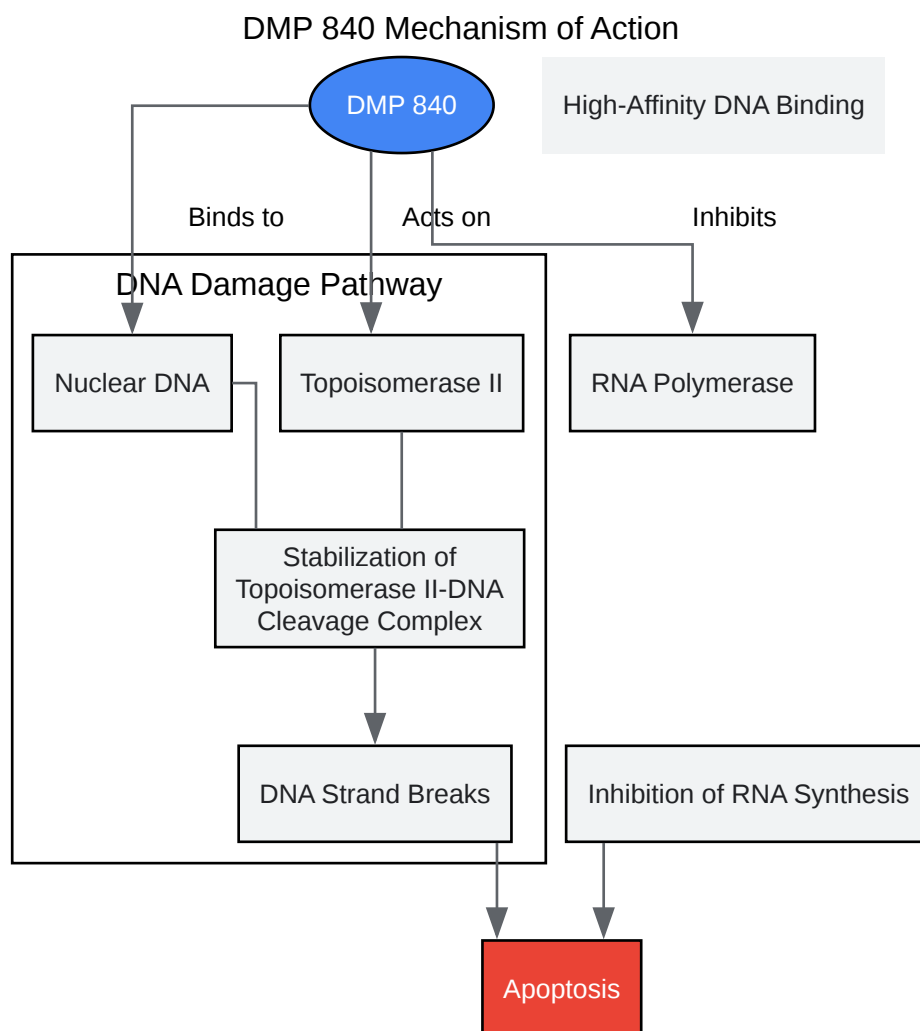 DMP 840 Mechanism of Action
DMP 840
High-Affinity DNA Binding
Binds to
Acts on
Inhibits
DNA Damage Pathway
Nuclear DNA
Topoisomerase II
RNA Polymerase
Stabilization of
Topoisomerase II-DNA
Cleavage Complex
DNA Strand Breaks
Inhibition of RNA Synthesis
Apoptosis